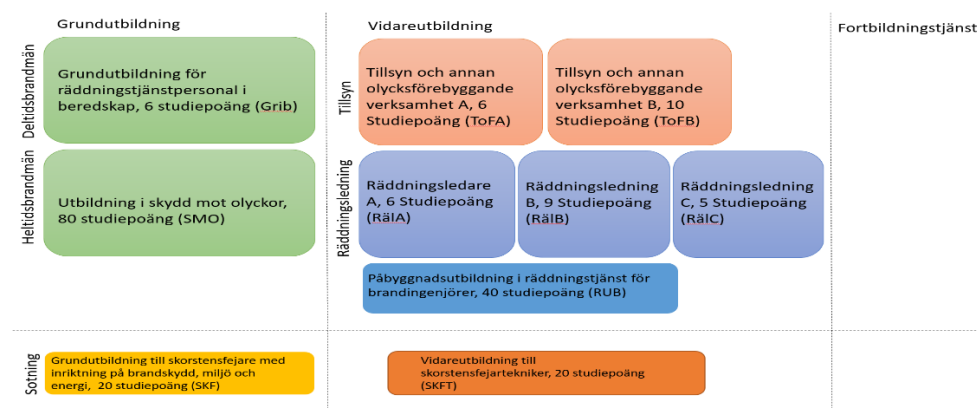 Grundutbildning
Vidareutbildning
Fortbildningstjänst
Deltidsbrandmän
Grundutbildning för
räddningstjänstpersonal i
beredskap, 6 studiepoäng (Grib)
Tillsyn
Tillsyn och annan
olycksförebyggande
verksamhet A, 6
Studiepoäng (ToFA)
Tillsyn och annan
olycksförebyggande
verksamhet B, 10
Studiepoäng (ToFB)
Heltidsbrandmän
Utbildning i skydd mot olyckor,
80 studiepoäng (SMO)
Räddningsledning
Räddningsledare
A, 6 Studiepoäng
(RälA)
Räddningsledning
B, 9 Studiepoäng
(RälB)
Räddningsledning
C, 5 Studiepoäng
(RälC)
Påbyggnadsutbildning i räddningstjänst för
brandingenjörer, 40 studiepoäng (RUB)
Sotning
Grundutbildning till skorstensfejare med
inriktning på brandskydd, miljö och
energi, 20 studiepoäng (SKF)
Vidareutbildning till
skorstensfejartekniker, 20 studiepoäng
(SKFT)